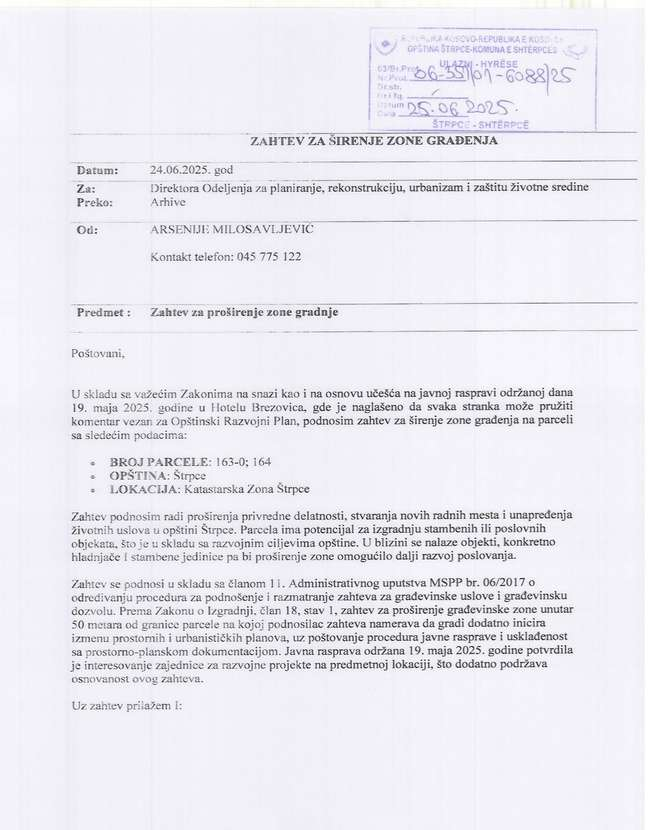 REPUBLIKA KOSOVO-REPUBLIKA E KOSOVËS
OPŠTINA ŠTRPCE-KOMUNA E SHTËRPCËS
ULAZNI - HYRËSE
03/Br.Prot.
Nr.Prot. 06-351/01-6088/25
Br.str.
Nr.i fq.
Datum
Data 25.06.2025.
ŠTRPCE - SHTËRPCË
ZAHTEV ZA ŠIRENJE ZONE GRAĐENJA
Datum: 24.06.2025. god
Za: Direktora Odeljenja za planiranje, rekonstrukciju, urbanizam i zaštitu životne sredine
Preko: Arhive
Od: ARSENIJE MILOSAVLJEVIĆ
Kontakt telefon: 045 775 122
Predmet : Zahtev za proširenje zone gradnje
Poštovani,
U skladu sa važećim Zakonima na snazi kao i na osnovu učešća na javnoj raspravi održanoj dana
19. maja 2025. godine u Hotelu Brezovica, gde je naglašeno da svaka stranka može pružiti
komentar vezan za Opštinski Razvojni Plan, podnosim zahtev za širenje zone građenja na parceli
sa sledećim podacima:
• BROJ PARCELE: 163-0; 164
• OPŠTINA: Štrpce
• LOKACIJA: Katastarska Zona Štrpce
Zahtev podnosim radi proširenja privredne delatnosti, stvaranja novih radnih mesta i unapređenja
životnih uslova u opštini Štrpce. Parcela ima potencijal za izgradnju stambenih ili poslovnih
objekata, što je u skladu sa razvojnim ciljevima opštine. U blizini se nalaze objekti, konkretno
hladnjače I stambene jedinice pa bi proširenje zone omogućilo dalji razvoj poslovanja.
Zahtev se podnosi u skladu sa članom 11. Administrativnog uputstva MSPP br. 06/2017 o
određivanju procedura za podnošenje i razmatranje zahteva za građevinske uslove i građevinsku
dozvolu. Prema Zakonu o Izgradnji, član 18, stav 1, zahtev za proširenje građevinske zone unutar
50 metara od granice parcele na kojoj podnosilac zahteva namerava da gradi dodatno inicira
izmenu prostornih i urbanističkih planova, uz poštovanje procedura javne rasprave i usklađenost
sa prostorno-planskom dokumentacijom. Javna rasprava održana 19. maja 2025. godine potvrdila
je interesovanje zajednice za razvojne projekte na predmetnoj lokaciji, što dodatno podržava
osnovanost ovog zahteva.
Uz zahtev prilažem I: